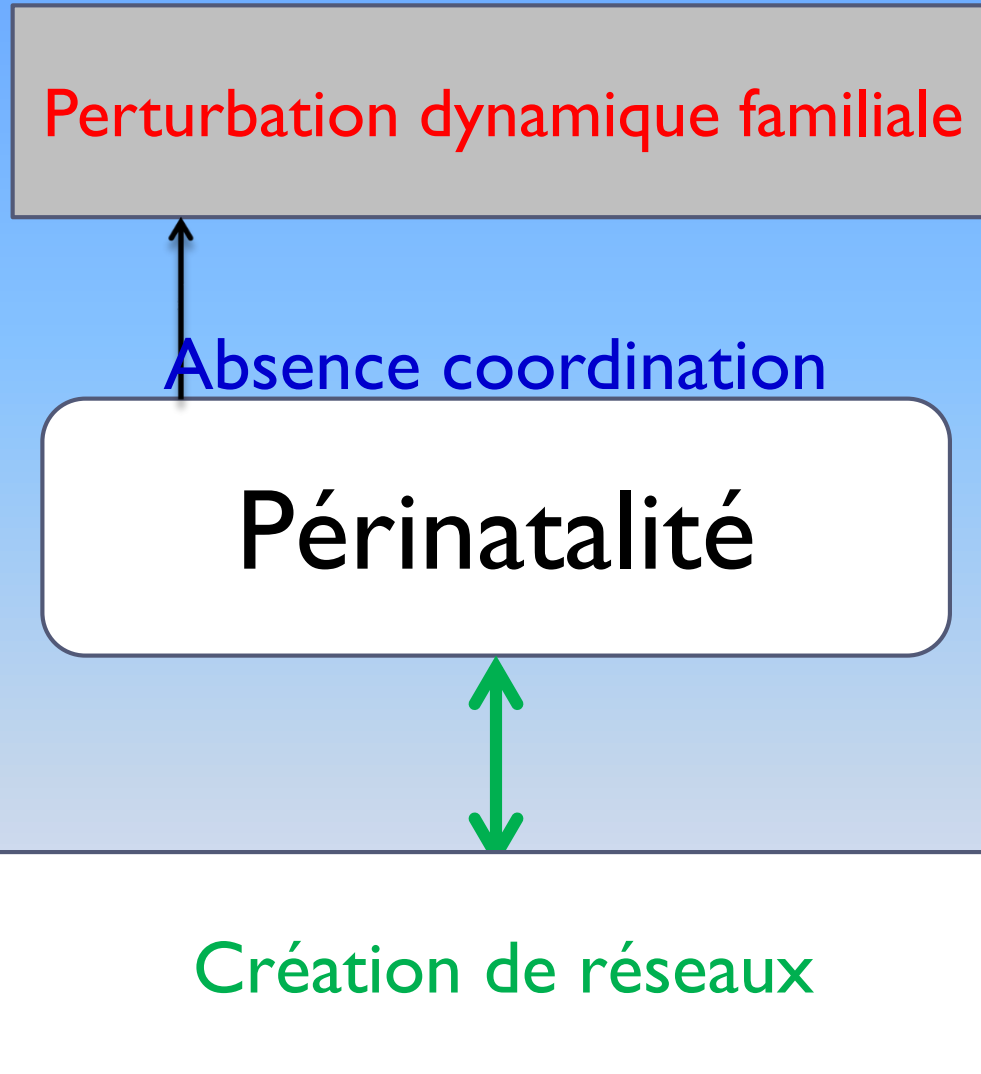 Perturbation dynamique familiale
Absence coordination
Périnatalité
Création de réseaux